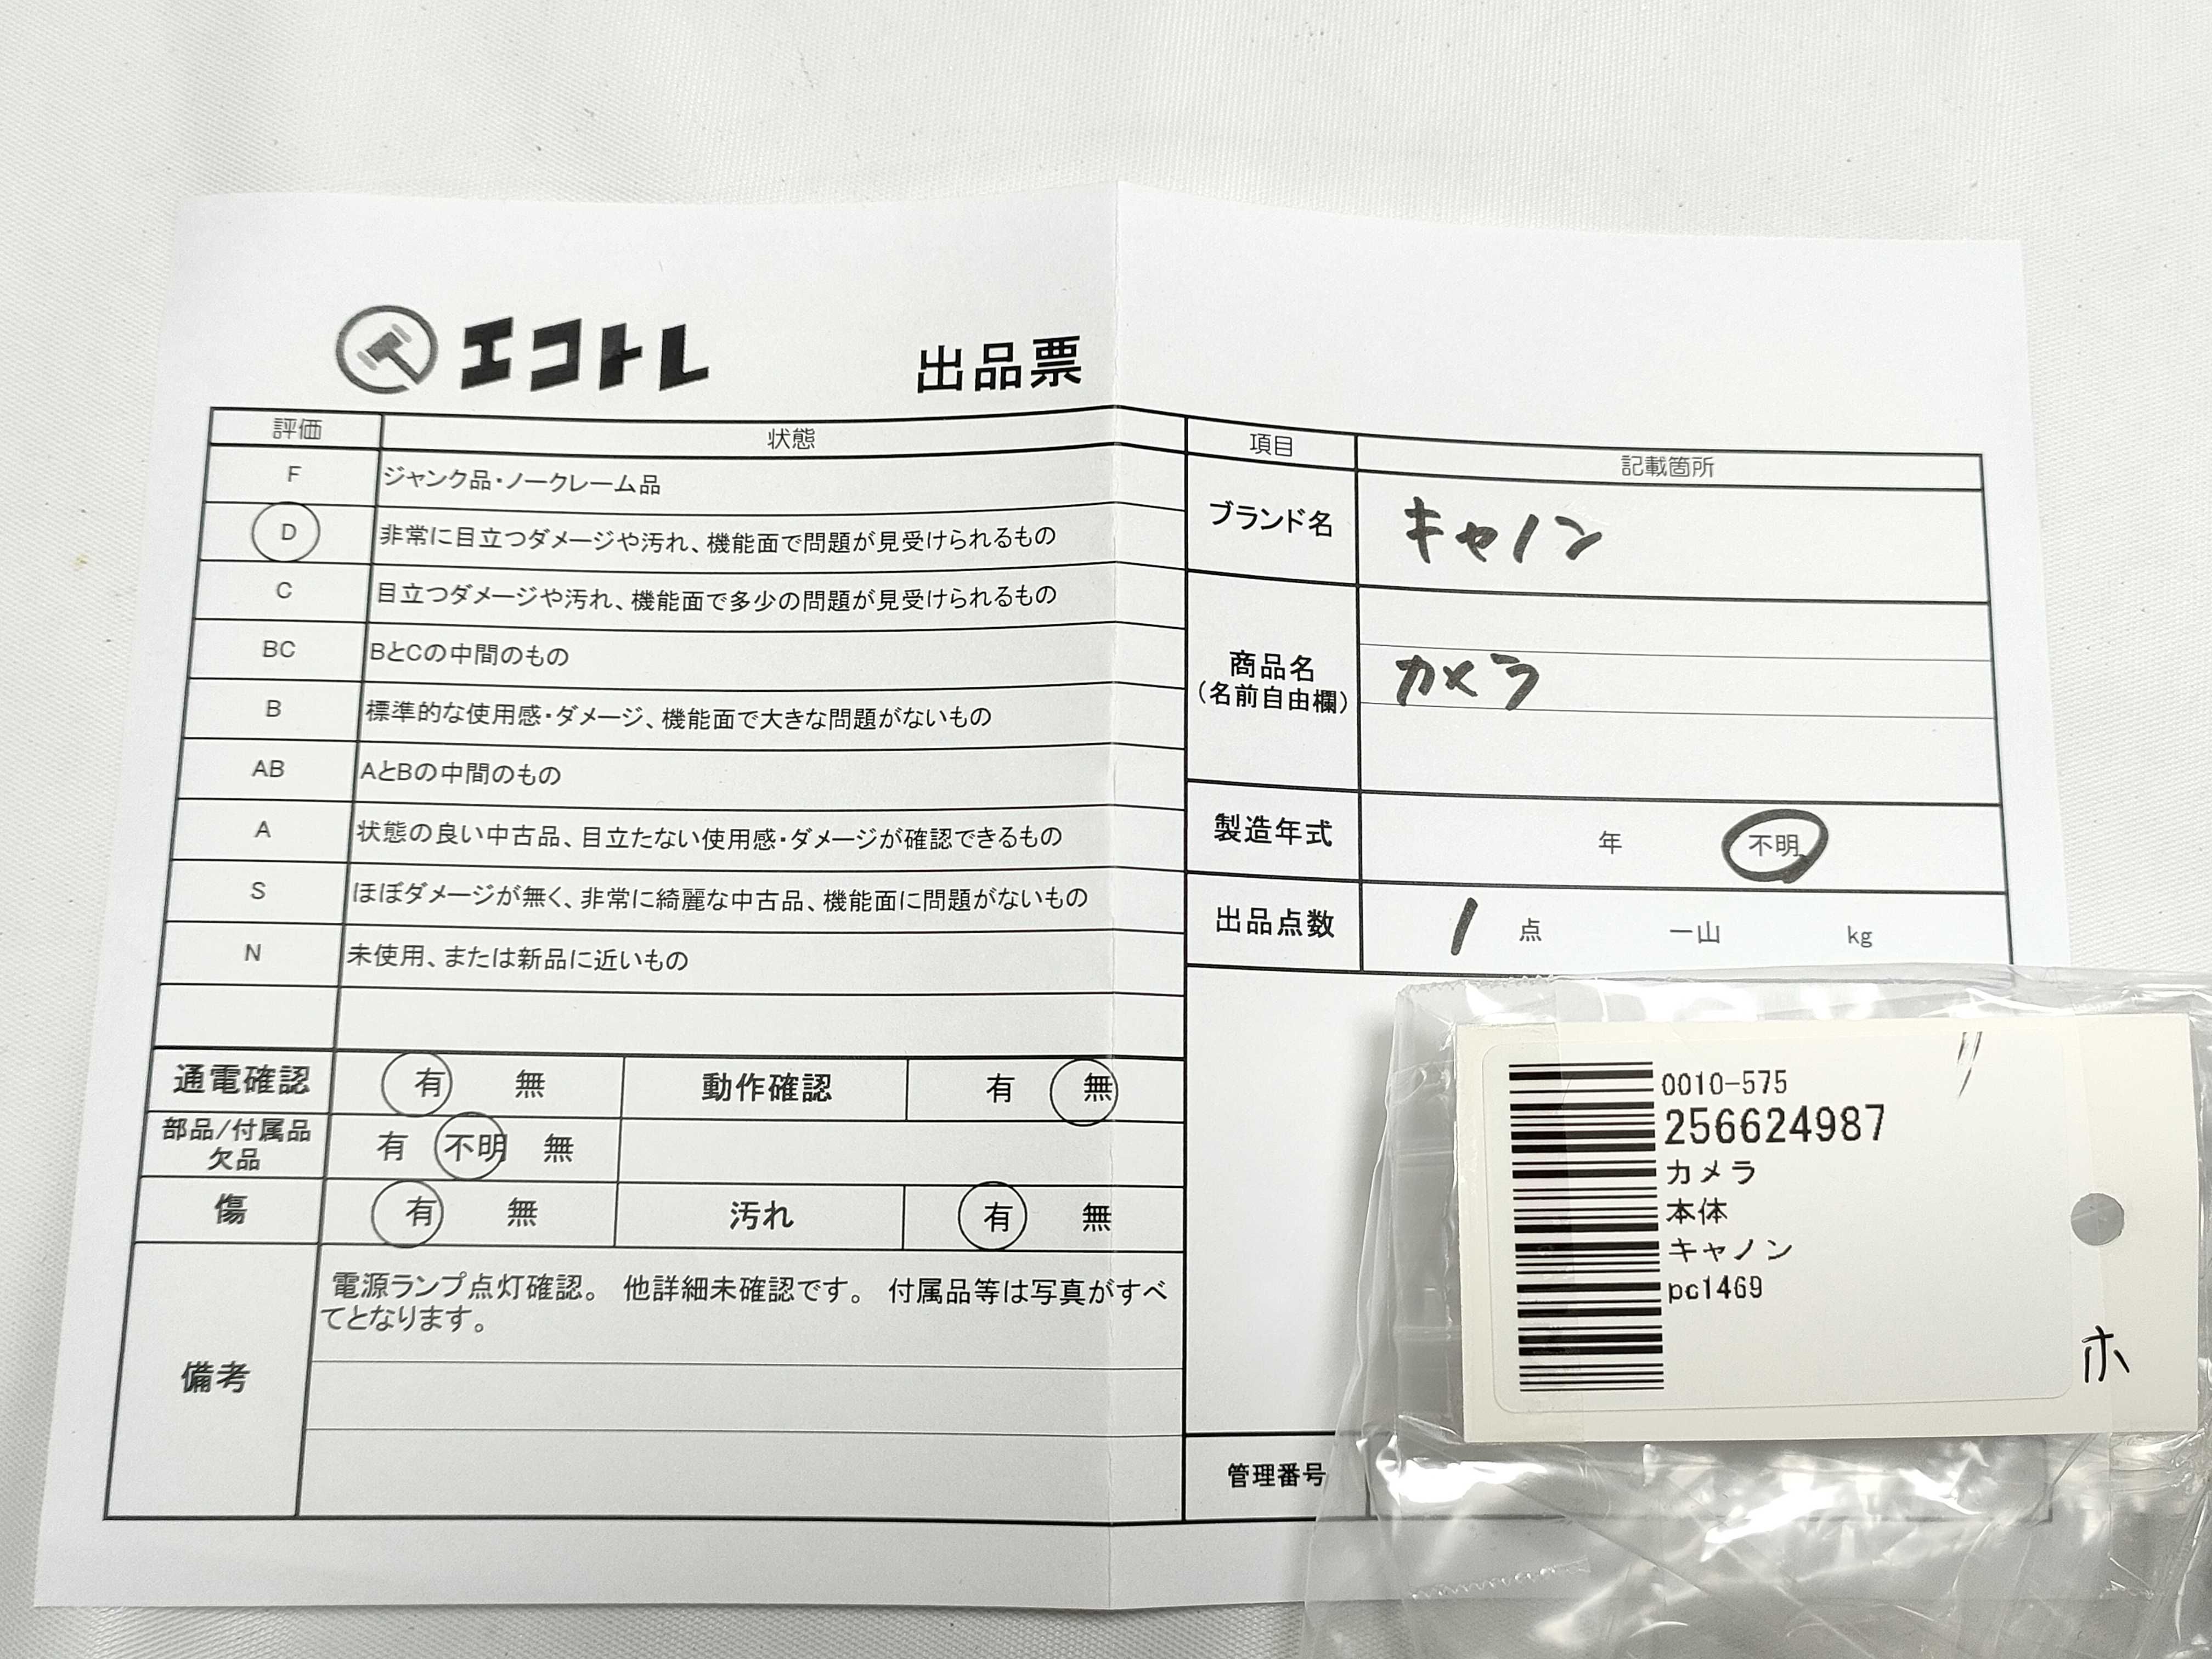 エコトレ 出品票
評価 状態
F ジャンク品・ノークレーム品
D 非常に目立つダメージや汚れ、機能面で問題が見受けられるもの
C 目立つダメージや汚れ、機能面で多少の問題が見受けられるもの
BC BとCの中間のもの
B 標準的な使用感・ダメージ、機能面で大きな問題がないもの
AB AとBの中間のもの
A 状態の良い中古品、目立たない使用感・ダメージが確認できるもの
S ほぼダメージが無く、非常に綺麗な中古品、機能面に問題がないもの
N 未使用、または新品に近いもの
通電確認 有 無 動作確認 有 無
部品/付属品
欠品 有 不明 無
傷 有 無 汚れ 有 無
備考
電源ランプ点灯確認。 他詳細未確認です。 付属品等は写真がすべ
てとなります。
項目 記載箇所
ブランド名 キャノン
商品名
(名前自由欄) カメラ
製造年式 年 不明
出品点数 1 点 一山 kg
管理番号
0010-575
256624987
カメラ
本体
キャノン
pc1469
ホ